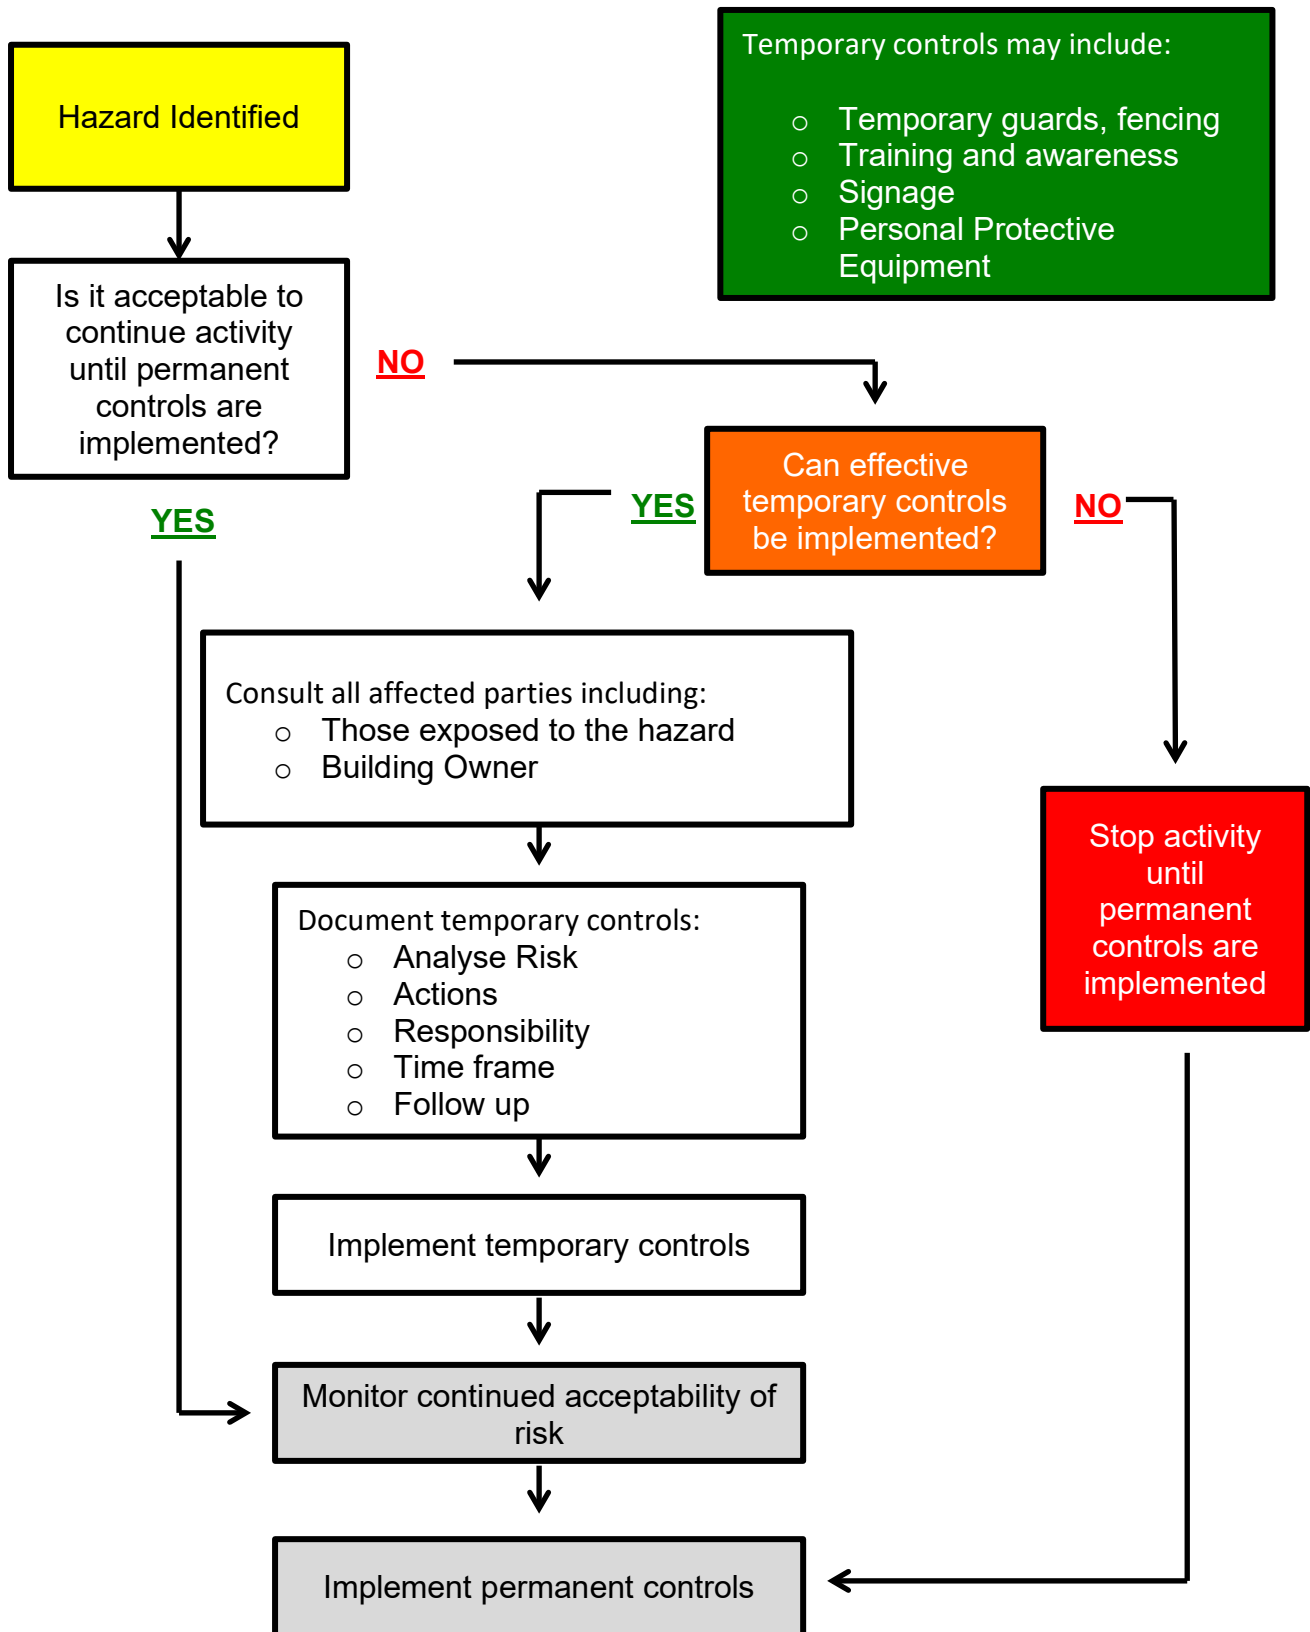 Hazard Identified
Temporary controls may include:
○ Temporary guards, fencing
○ Training and awareness
○ Signage
○ Personal Protective
Equipment
Is it acceptable to
continue activity
until permanent
controls are
implemented?
NO
YES
Can effective
temporary controls
be implemented?
YES
NO
Consult all affected parties including:
○ Those exposed to the hazard
○ Building Owner
Stop activity
until
permanent
controls are
implemented
Document temporary controls:
○ Analyse Risk
○ Actions
○ Responsibility
○ Time frame
○ Follow up
Implement temporary controls
Monitor continued acceptability of
risk
Implement permanent controls